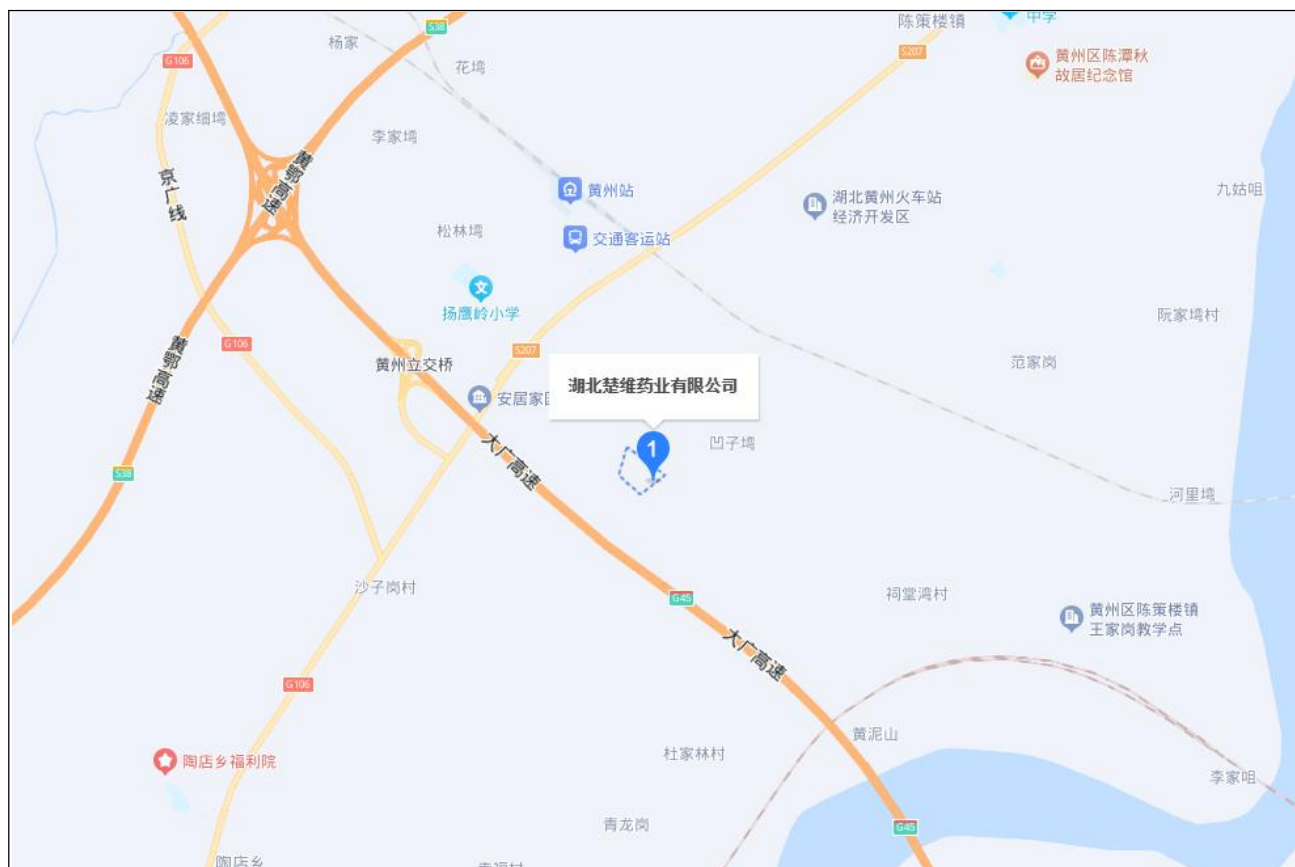 S38
中学
陈策楼镇
杨家
S207
G106
花塆
黄州区陈潭秋
故居纪念馆
凌家细塆
李家塆
黄鄂高速
京广线
黄州站
九姑咀
湖北黄州火车站
经济开发区
松林塆
交通客运站
扬鹰岭小学
阮家塆村
G106
S207
黄州立交桥
范家岗
黄鄂高速
湖北楚维药业有限公司
安居家园
1
凹子塆
大广高速
S38
河里塆
沙子岗村
G45
祠堂湾村
黄州区陈策楼镇
王家岗教学点
大广高速
G106
黄泥山
杜家林村
陶店乡福利院
李家咀
青龙岗
G45
陶店乡